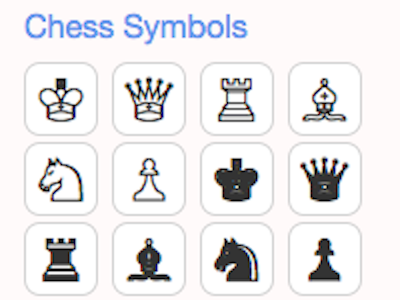 Chess Symbols
♔ ♕ ♖ ♗
♘ ♙ ♚ ♛
♜ ♝ ♞ ♟